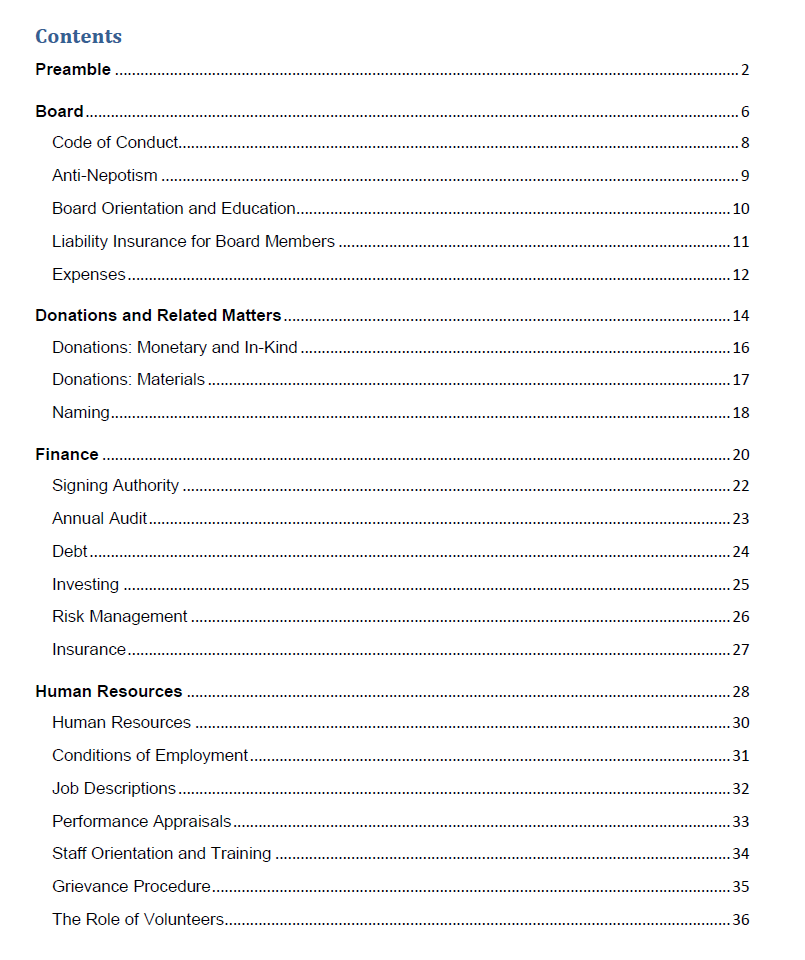 Contents
Preamble 2
Board 6
Code of Conduct 8
Anti-Nepotism 9
Board Orientation and Education 10
Liability Insurance for Board Members 11
Expenses 12
Donations and Related Matters 14
Donations: Monetary and In-Kind 16
Donations: Materials 17
Naming 18
Finance 20
Signing Authority 22
Annual Audit 23
Debt 24
Investing 25
Risk Management 26
Insurance 27
Human Resources 28
Human Resources 30
Conditions of Employment 31
Job Descriptions 32
Performance Appraisals 33
Staff Orientation and Training 34
Grievance Procedure 35
The Role of Volunteers 36